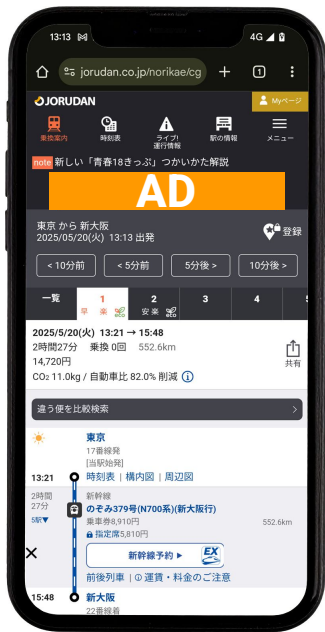 13:13 4G
jorudan.co.jp/norikae/cg 1
JORUDAN Myページ
乗換案内 時刻表 ライブ! 運行情報 駅の情報 メニュー
note 新しい「青春18きっぷ」つかいかた解説
AD
東京 から 新大阪
2025/05/20(火) 13:13 出発
登録
< 10分前 < 5分前 5分後 > 10分後 >
一覧 1 2 3 4
早 楽 eco 安 楽 eco
2025/5/20(火) 13:21 → 15:48
2時間27分 乗換 0回 552.6km
14,720円
CO2 11.0kg / 自動車比 82.0% 削減
共有
違う便を比較検索
東京
17番線発
[当駅始発]
13:21 時刻表 | 構内図 | 周辺図
2時間27分
5駅▼
新幹線
のぞみ379号(N700系)(新大阪行)
乗車券8,910円 552.6km
指定席5,810円
新幹線予約 ▶ EX
前後列車 | 運賃・料金のご注意
15:48 新大阪
22番線着